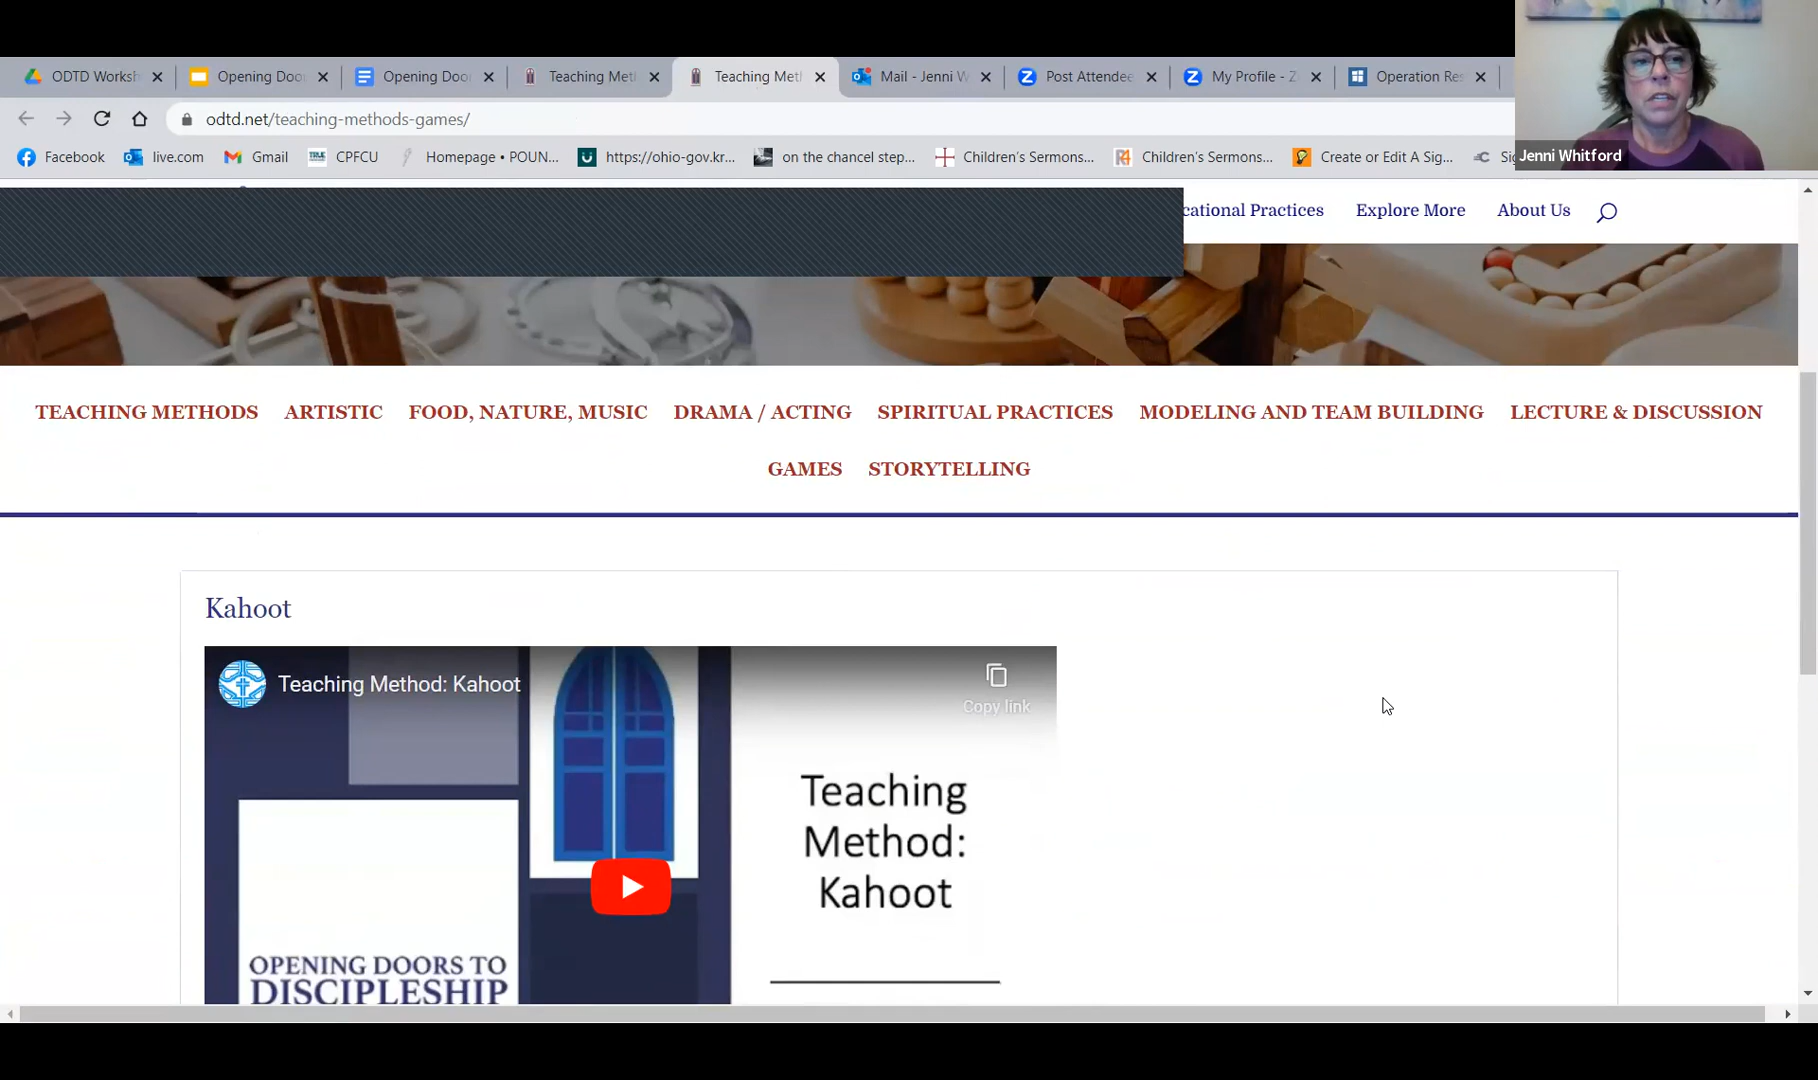 ODTD Worksh
Opening Doo
Opening Doo
Teaching Met
Teaching Met
Mail - Jenni W
Post Attendee
My Profile - Z
Operation Res
odtd.net/teaching-methods-games/
Facebook
live.com
Gmail
CPFCU
Homepage • POUN...
https://ohio-gov.kr...
on the chancel step...
Children's Sermons...
Children's Sermons...
Create or Edit A Sig...
Jenni Whitford
cational Practices
Explore More
About Us
TEACHING METHODS ARTISTIC FOOD, NATURE, MUSIC DRAMA / ACTING SPIRITUAL PRACTICES MODELING AND TEAM BUILDING LECTURE & DISCUSSION
GAMES STORYTELLING
Kahoot
Teaching Method: Kahoot
Copy link
Teaching
Method:
Kahoot
OPENING DOORS TO
DISCIPLESHIP